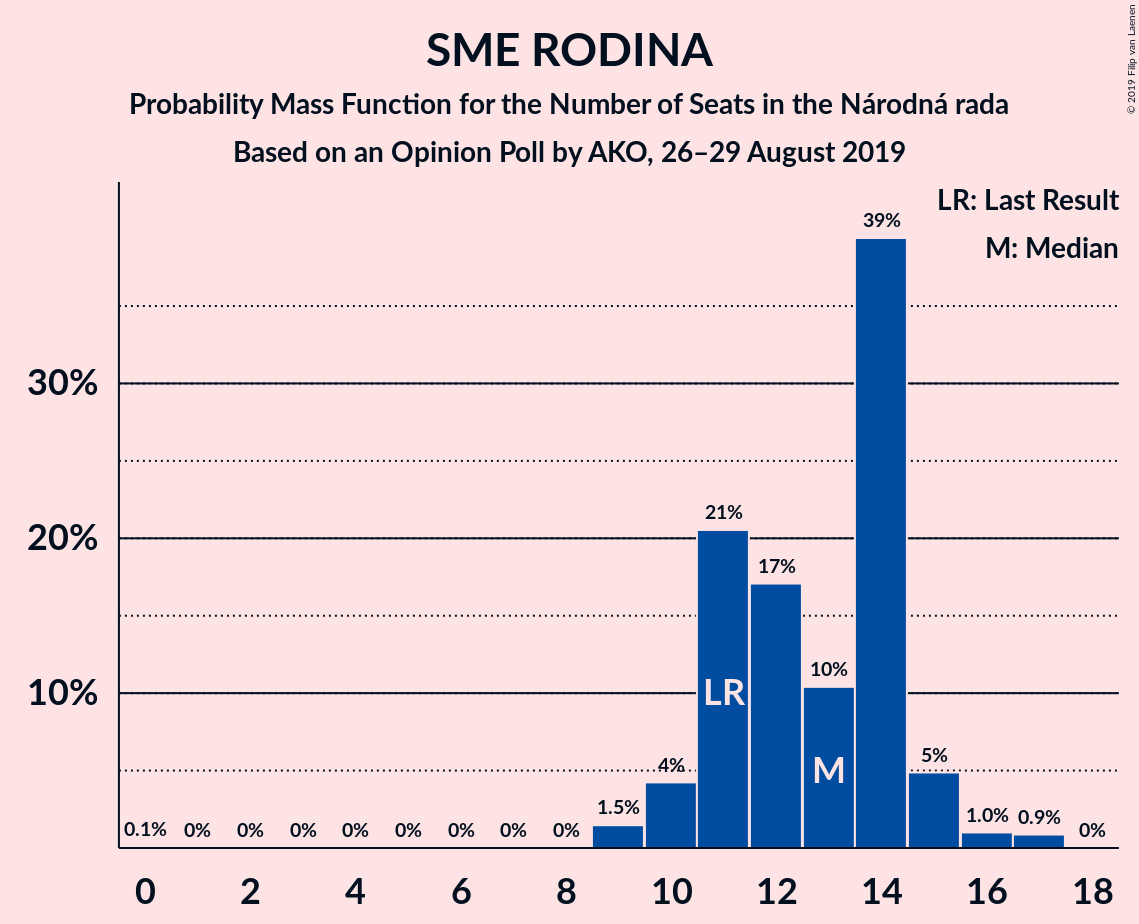 SME RODINA
Probability Mass Function for the Number of Seats in the Národná rada
Based on an Opinion Poll by AKO, 26–29 August 2019
© 2019 Filip van Laenen
LR: Last Result
M: Median
39%
30%
21%
20%
17%
10%
10%
LR
M
5%
4%
1.5%
1.0%
0.9%
0.1%
0%
0%
0%
0%
0%
0%
0%
0%
0%
0 2 4 6 8 10 12 14 16 18